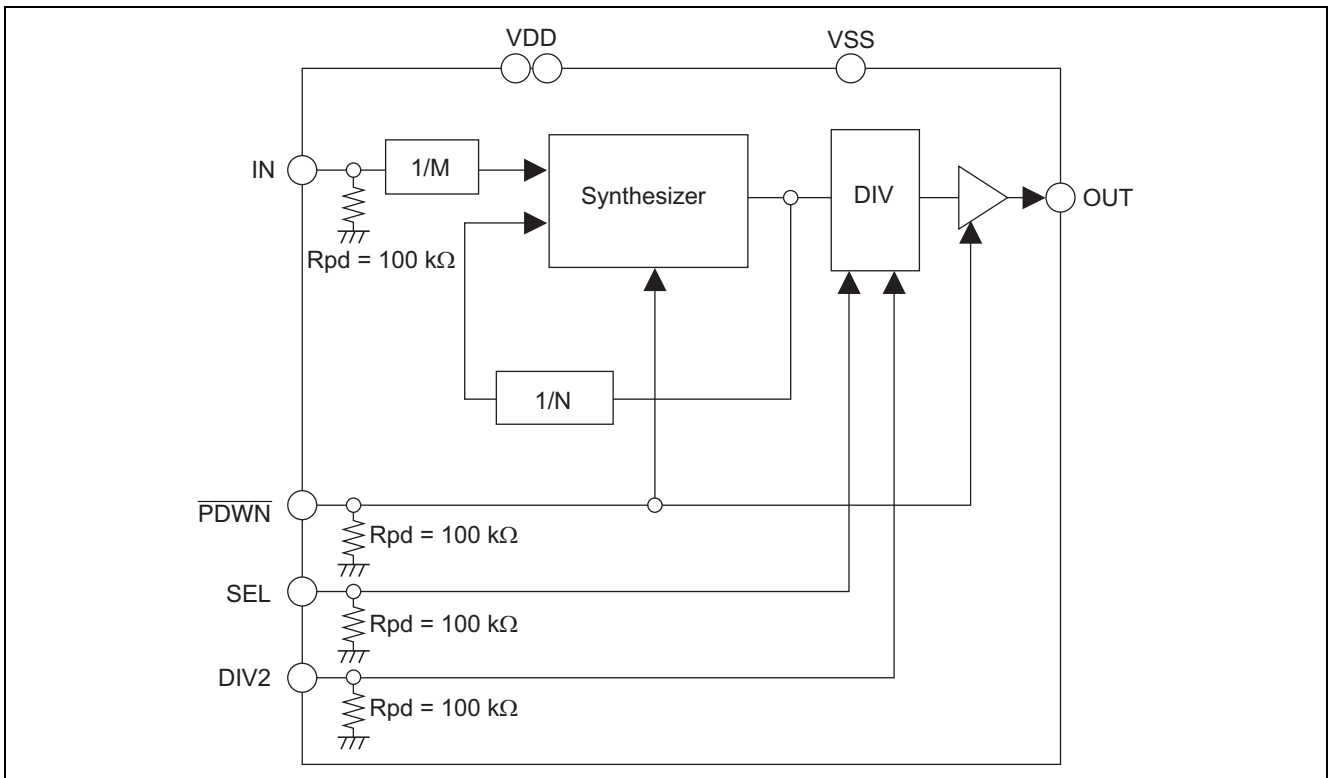 VDD
VSS
IN
1/M
Synthesizer
DIV
OUT
Rpd = 100 kΩ
1/N
PDWN
Rpd = 100 kΩ
SEL
Rpd = 100 kΩ
DIV2
Rpd = 100 kΩ